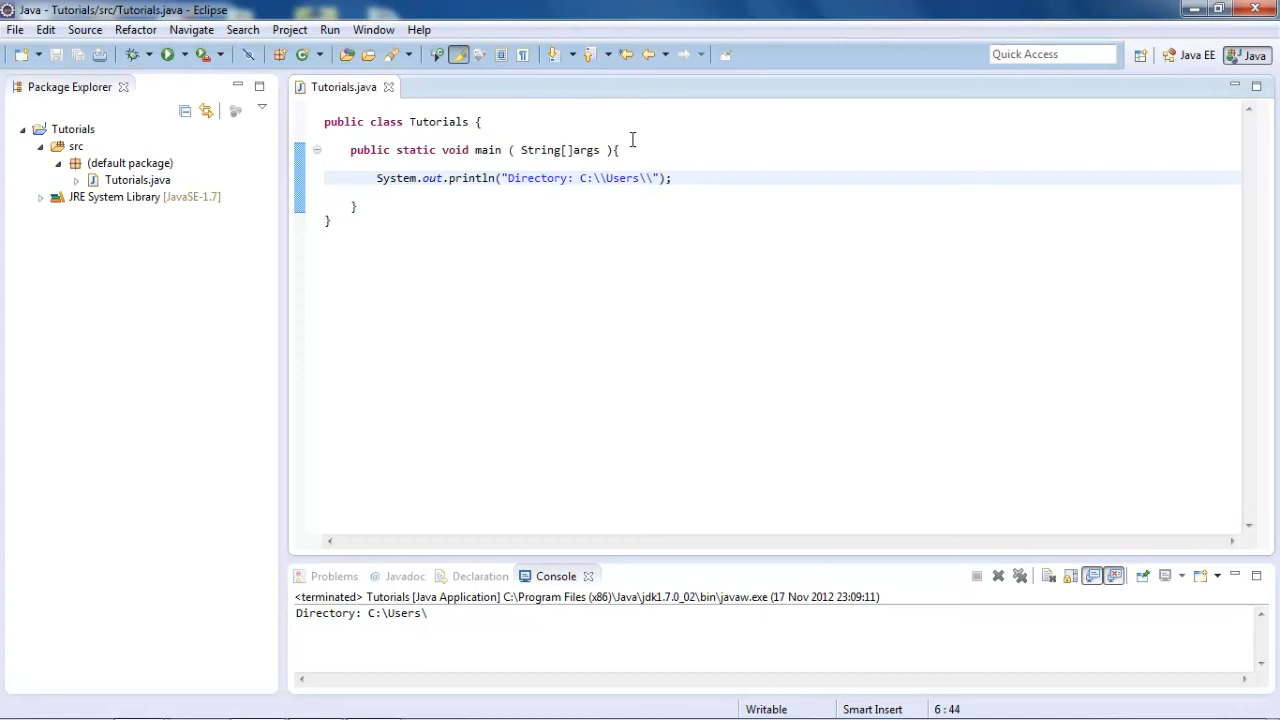 Java - Tutorials/src/Tutorials.java - Eclipse
File Edit Source Refactor Navigate Search Project Run Window Help
Quick Access Java EE Java
Package Explorer
Tutorials
src
(default package)
Tutorials.java
JRE System Library [JavaSE-1.7]
Tutorials.java
public class Tutorials {
public static void main ( String[]args ){
System.out.println("Directory: C:\\Users\\");
}
}
Problems @ Javadoc Declaration Console
<terminated> Tutorials [Java Application] C:\Program Files (x86)\Java\jdk1.7.0_02\bin\javaw.exe (17 Nov 2012 23:09:11)
Directory: C:\Users\
Writable Smart Insert 6 : 44